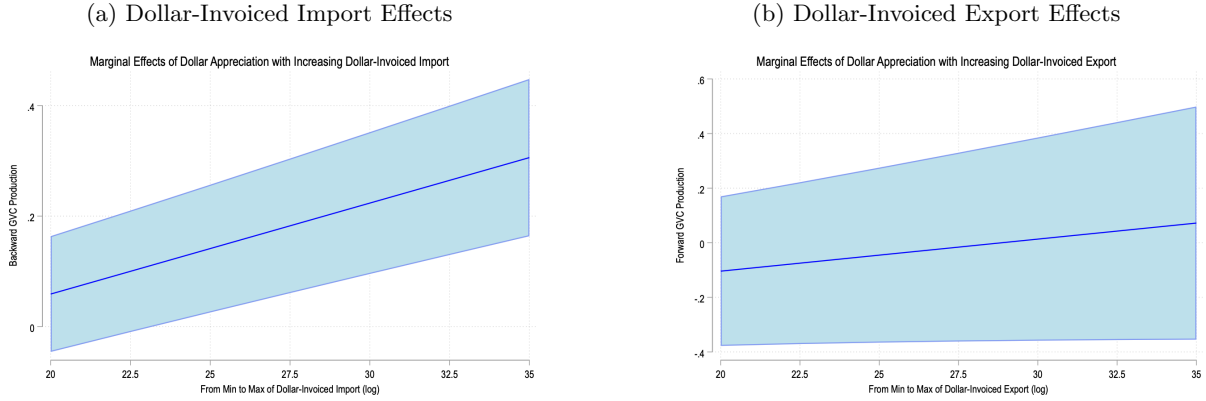 (a) Dollar-Invoiced Import Effects
Marginal Effects of Dollar Appreciation with Increasing Dollar-Invoiced Import
Backward GVC Production
.4
.2
0
20 22.5 25 27.5 30 32.5 35
From Min to Max of Dollar-Invoiced Import (log)
(b) Dollar-Invoiced Export Effects
Marginal Effects of Dollar Appreciation with Increasing Dollar-Invoiced Export
Forward GVC Production
.6
.4
.2
0
-.2
-.4
20 22.5 25 27.5 30 32.5 35
From Min to Max of Dollar-Invoiced Export (log)